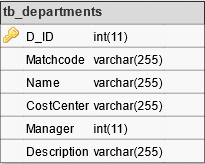 tb_departments
D_ID int(11)
Matchcode varchar(255)
Name varchar(255)
CostCenter varchar(255)
Manager int(11)
Description varchar(255)